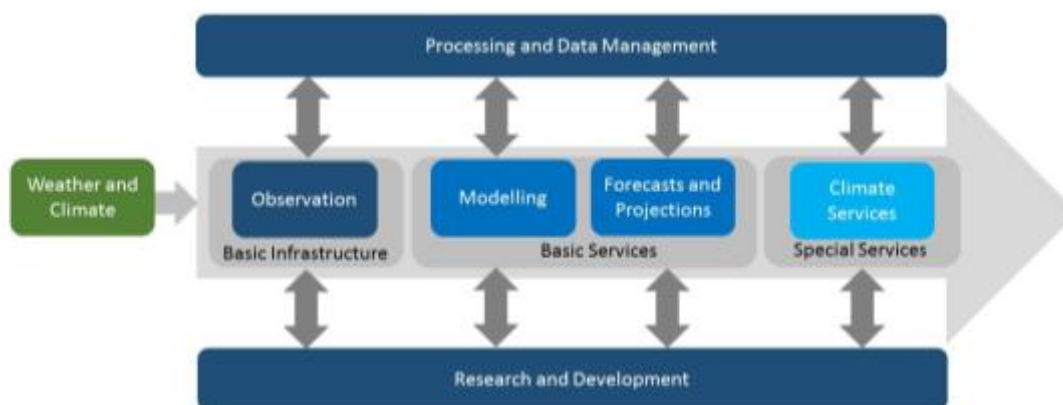 Processing and Data Management
Weather and
Climate
Observation
Modelling
Forecasts and
Projections
Climate
Services
Basic Infrastructure
Basic Services
Special Services
Research and Development